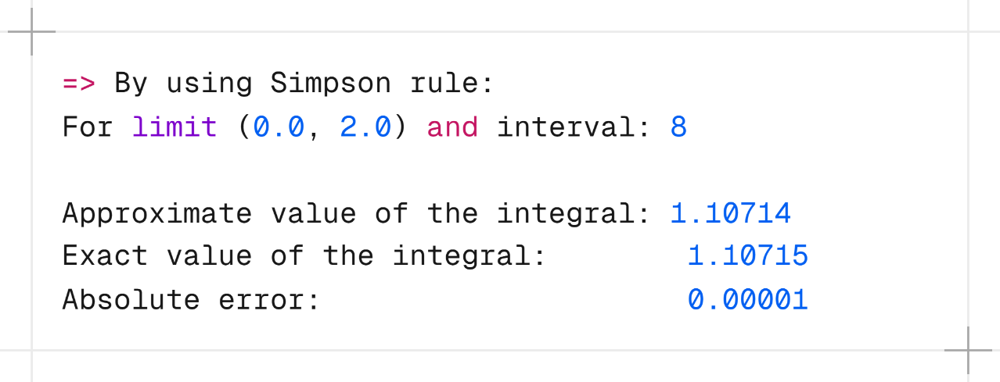 => By using Simpson rule:
For limit (0.0, 2.0) and interval: 8
Approximate value of the integral: 1.10714
Exact value of the integral: 1.10715
Absolute error: 0.00001